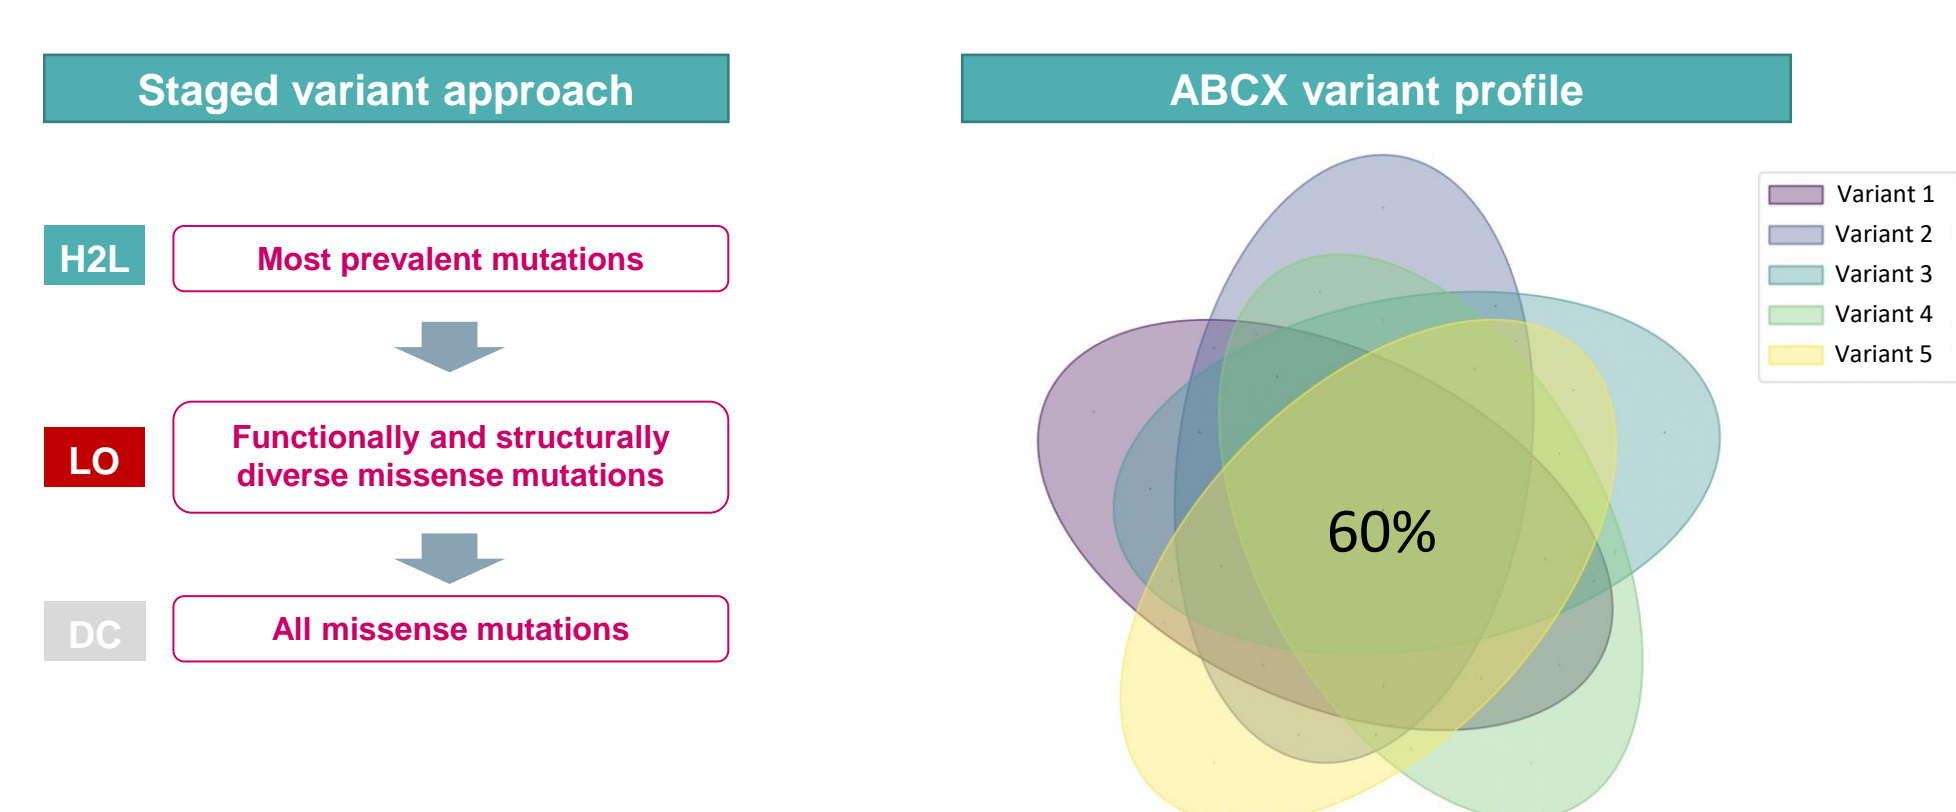 Staged variant approach
H2L
Most prevalent mutations
LO
Functionally and structurally
diverse missense mutations
DC
All missense mutations
ABCX variant profile
60%
Variant 1
Variant 2
Variant 3
Variant 4
Variant 5